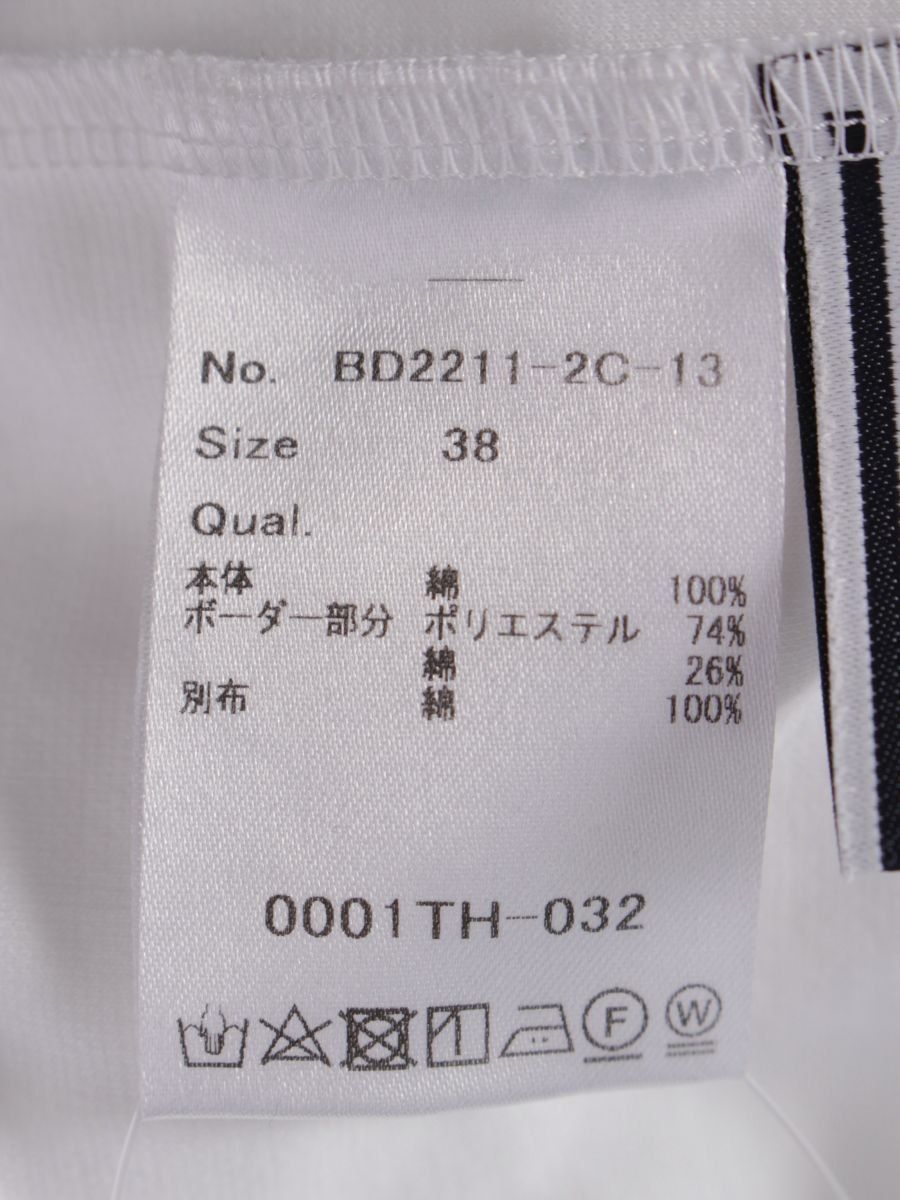 No. BD2211-2C-13
Size 38
Qual.
本体 綿 100%
ボーダー部分 ポリエステル 74%
綿 26%
別布 綿 100%
0001TH-032
F W